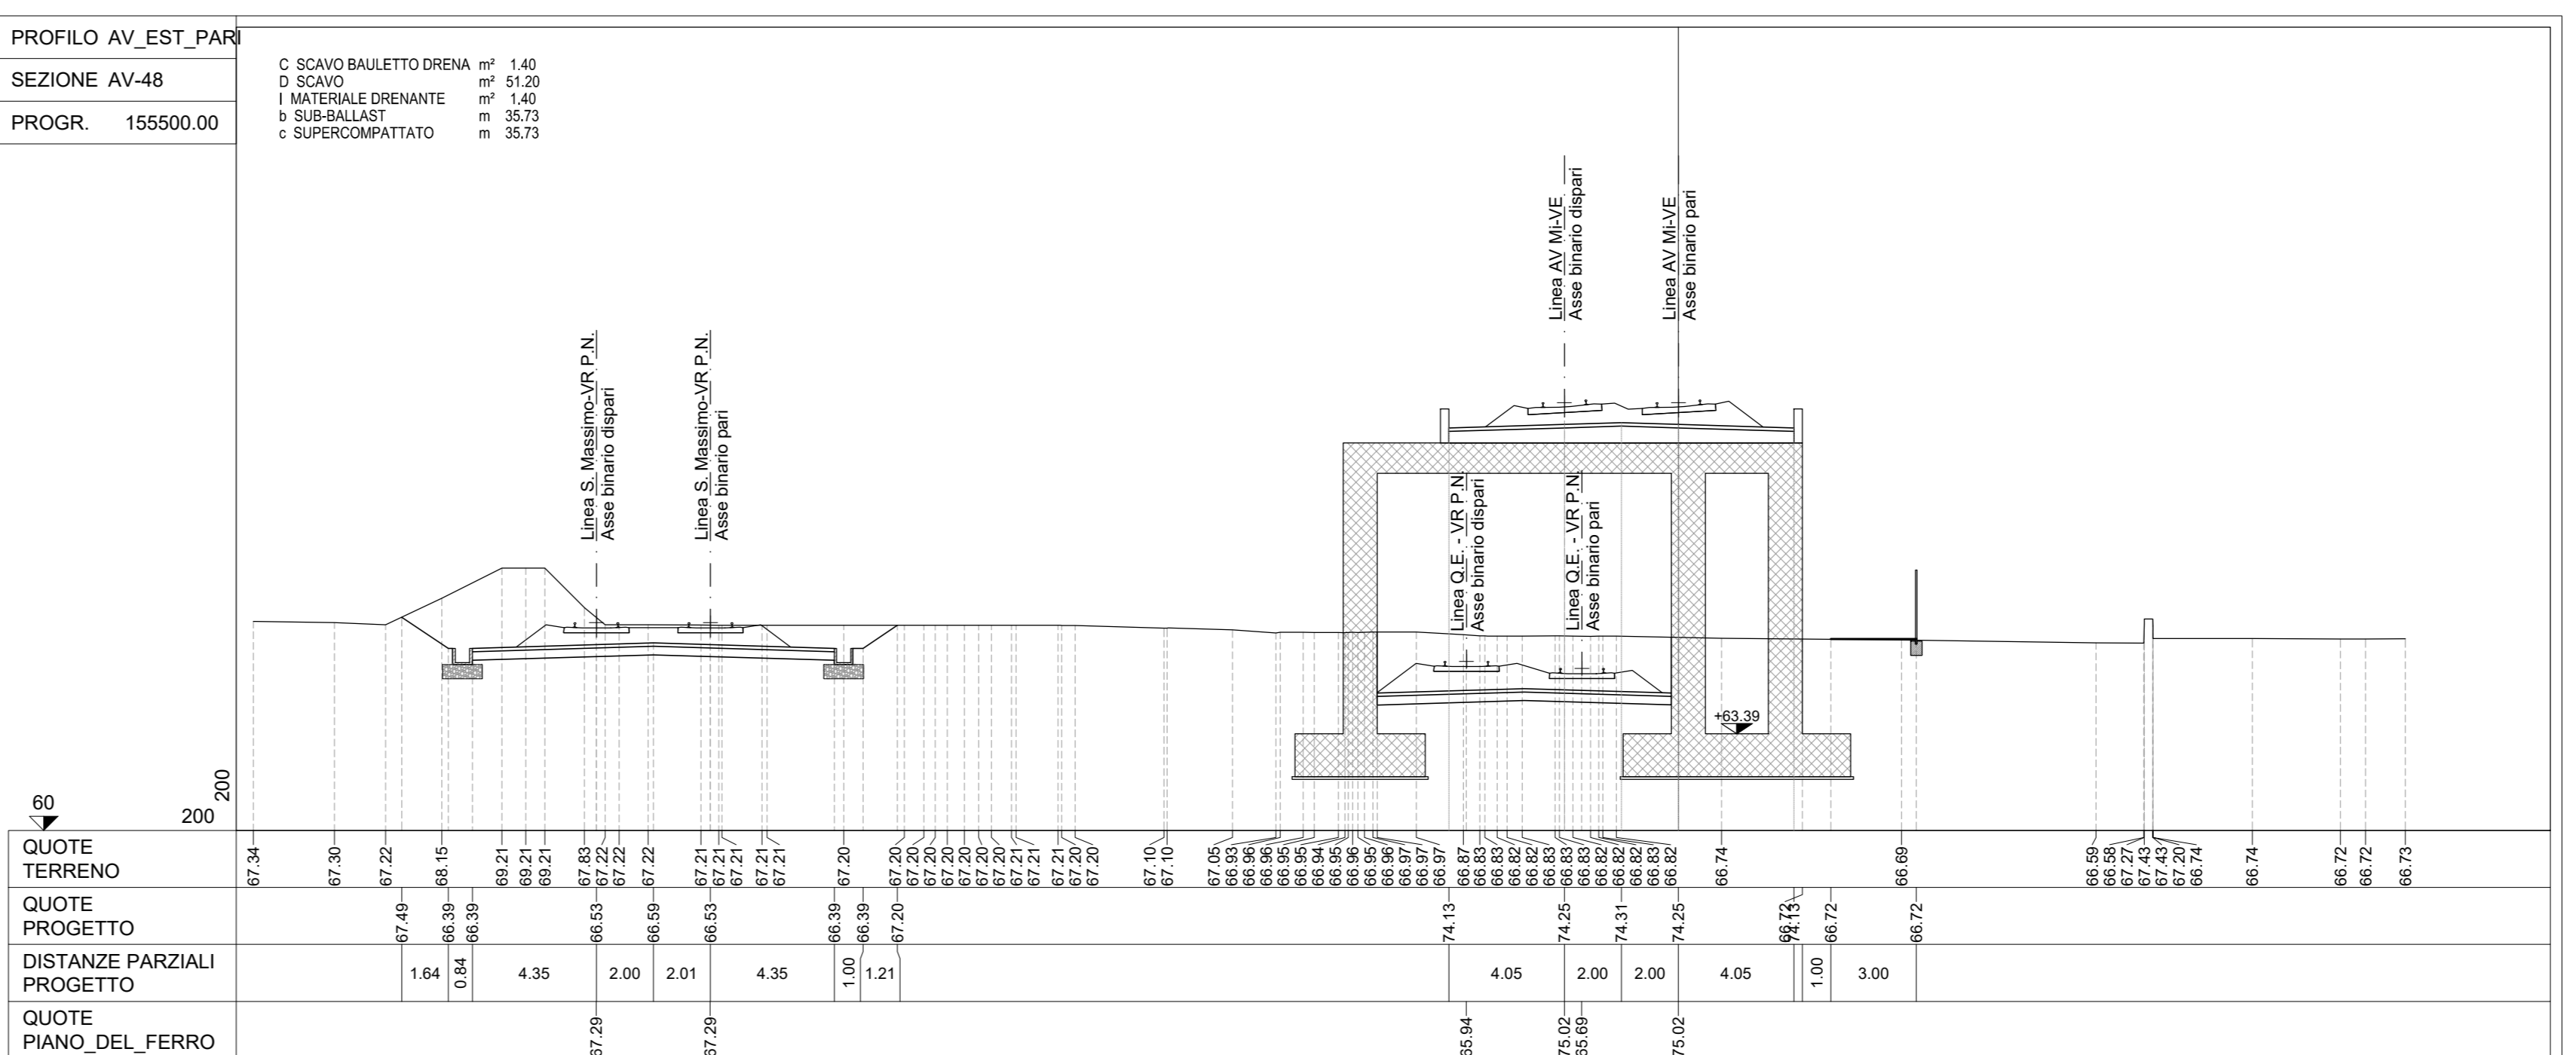 PROFILO AV_EST_PARI
SEZIONE AV-48
PROGR. 155500.00
C SCAVO BAULETTO DRENA m² 1.40
D SCAVO m² 51.20
I MATERIALE DRENANTE m² 1.40
b SUB-BALLAST m 35.73
c SUPERCOMPATTATO m 35.73
Linea S. Massimo-VR P.N.
Asse binario dispari
Linea S. Massimo-VR P.N.
Asse binario pari
Linea AV Mi-VE
Asse binario dispari
Linea AV Mi-VE
Asse binario pari
Linea Q.E. - VR P.N.
Asse binario dispari
Linea Q.E. - VR P.N.
Asse binario pari
+63.39
60
200
200
QUOTE
TERRENO
67.34 67.30 67.22 68.15 69.21 69.21 69.21 67.83 67.22 67.22 67.22 67.21 67.21 67.21 67.21 67.21 67.20 67.20 67.20 67.20 67.20 67.20 67.20 67.20 67.21 67.21 67.21 67.20 67.20 67.10 67.10 67.05 66.93 66.96 66.96 66.95 66.95 66.94 66.95 66.96 66.95 66.96 66.97 66.97 66.97 66.87 66.83 66.83 66.82 66.82 66.83 66.83 66.83 66.82 66.82 66.82 66.83 66.82 66.74 66.69 66.59 66.58 67.27 67.43 67.43 67.20 66.74 66.74 66.72 66.72 66.73
QUOTE
PROGETTO
67.49 66.39 66.39 66.53 66.59 66.53 66.39 66.39 67.20 74.13 74.25 74.31 74.25 66.72 74.13 66.72 66.72
DISTANZE PARZIALI
PROGETTO
1.64 0.84 4.35 2.00 2.01 4.35 1.00 1.21 4.05 2.00 2.00 4.05 1.00 3.00
QUOTE
PIANO_DEL_FERRO
67.29 67.29 65.94 75.02 65.69 75.02